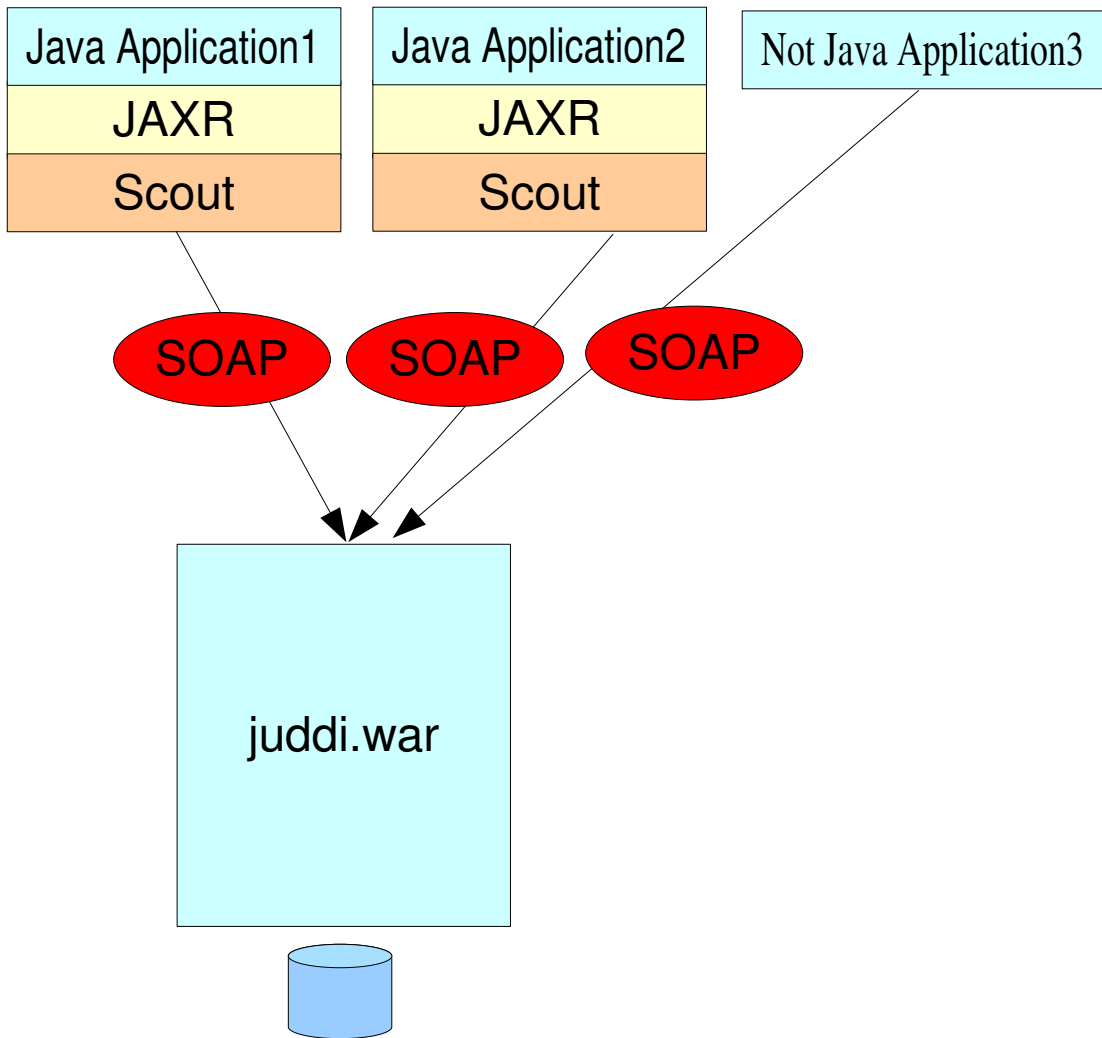 Java Application1
JAXR
Scout
Java Application2
JAXR
Scout
Not Java Application3
SOAP
SOAP
SOAP
juddi.war